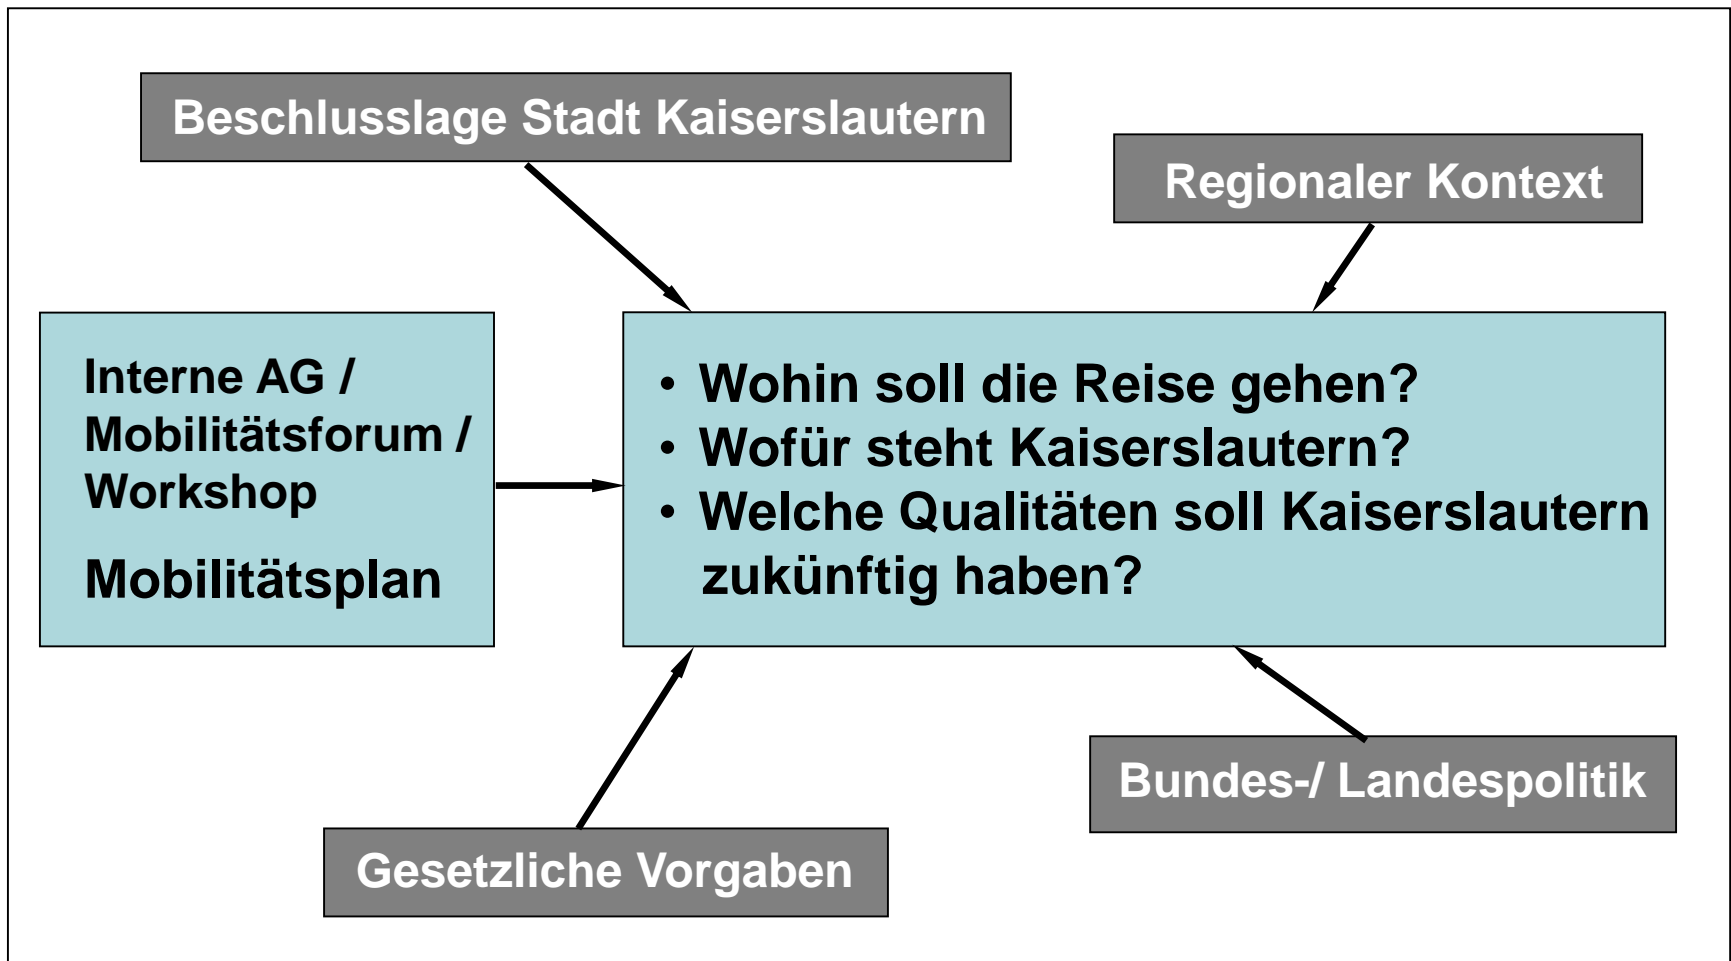 Beschlusslage Stadt Kaiserslautern
Regionaler Kontext
Interne AG /
Mobilitätsforum /
Workshop
Mobilitätsplan
• Wohin soll die Reise gehen?
• Wofür steht Kaiserslautern?
• Welche Qualitäten soll Kaiserslautern
zukünftig haben?
Bundes-/ Landespolitik
Gesetzliche Vorgaben